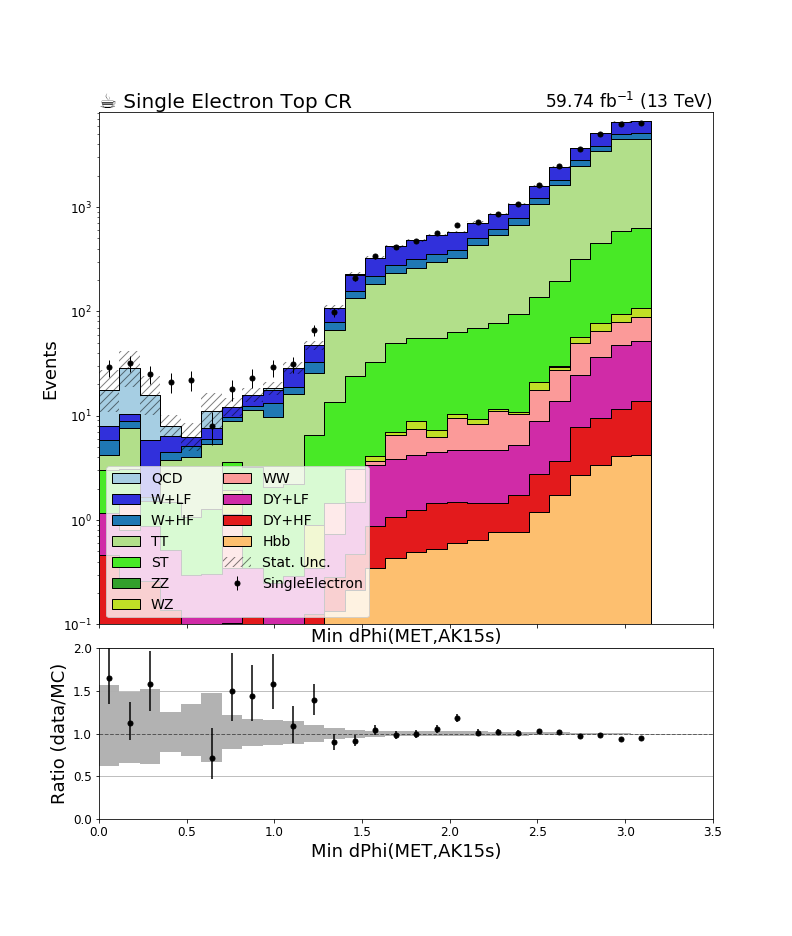 ☕ Single Electron Top CR
59.74 fb⁻¹ (13 TeV)
Events
10³
10²
10¹
10⁰
10⁻¹
QCD
W+LF
W+HF
TT
ST
ZZ
WZ
WW
DY+LF
DY+HF
Hbb
Stat. Unc.
SingleElectron
Min dPhi(MET,AK15s)
Ratio (data/MC)
2.0
1.5
1.0
0.5
0.0
0.0 0.5 1.0 1.5 2.0 2.5 3.0 3.5
Min dPhi(MET,AK15s)